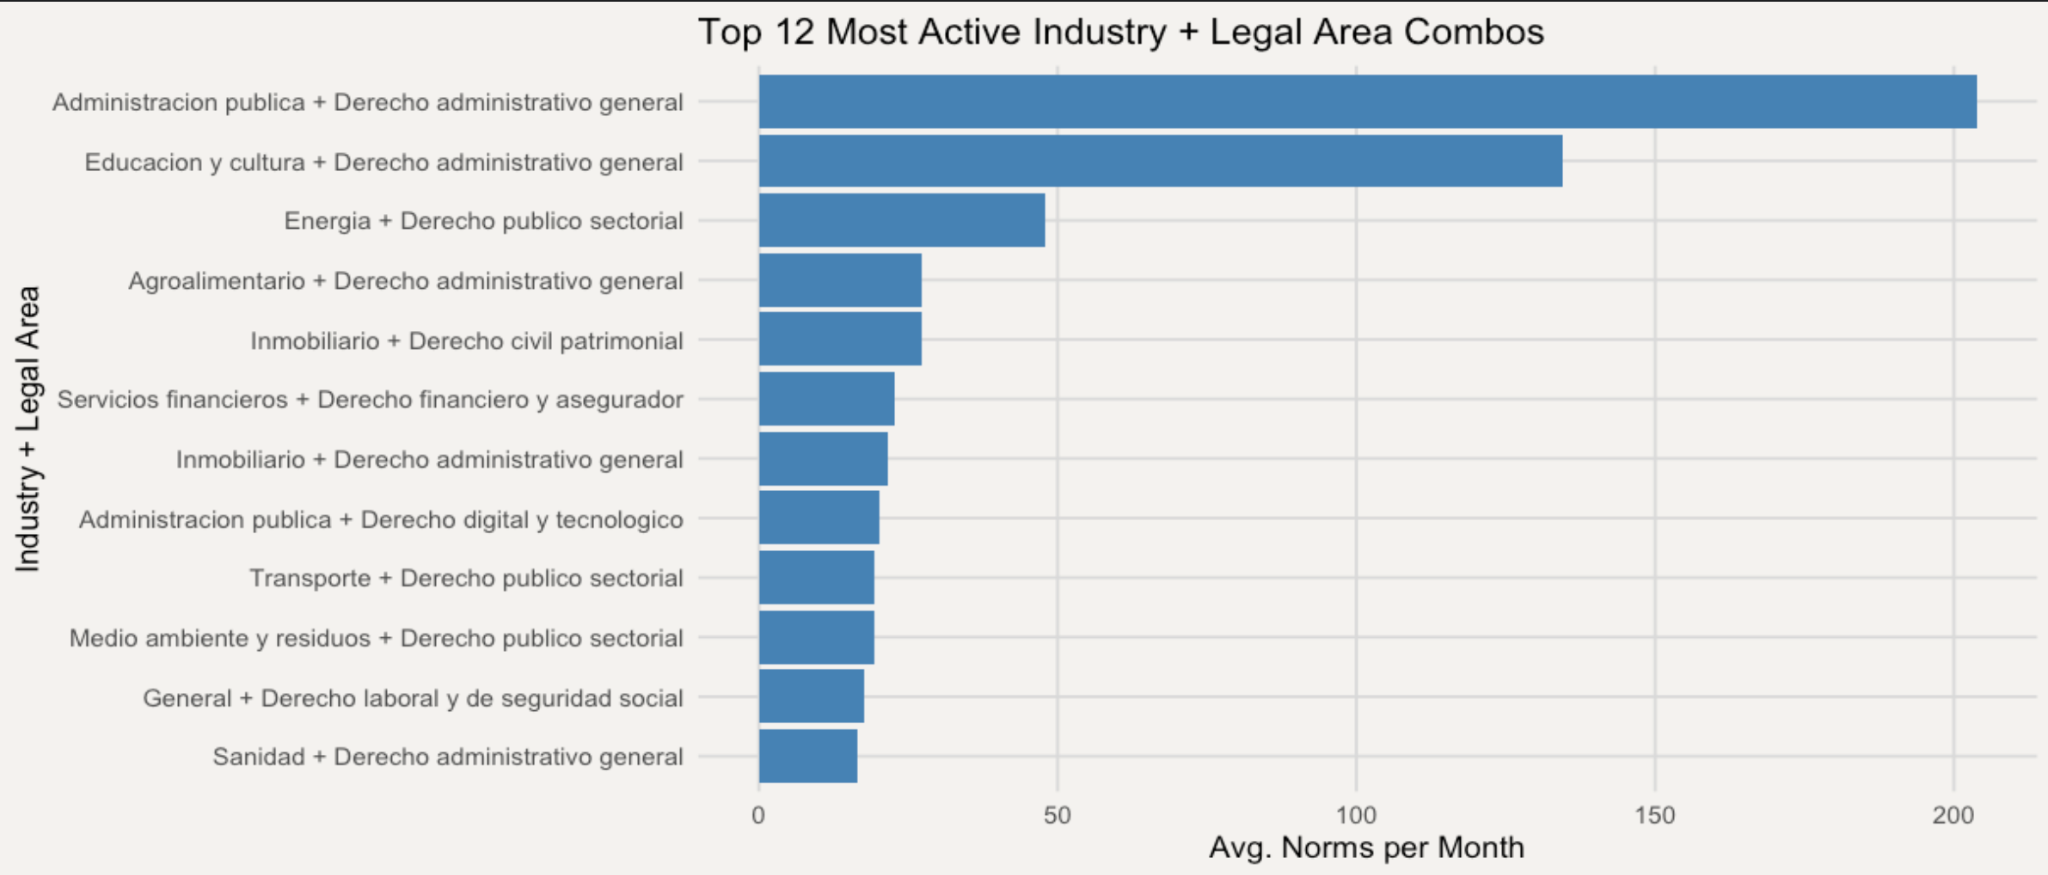 Top 12 Most Active Industry + Legal Area Combos
Industry + Legal Area
Administracion publica + Derecho administrativo general
Educacion y cultura + Derecho administrativo general
Energia + Derecho publico sectorial
Agroalimentario + Derecho administrativo general
Inmobiliario + Derecho civil patrimonial
Servicios financieros + Derecho financiero y asegurador
Inmobiliario + Derecho administrativo general
Administracion publica + Derecho digital y tecnologico
Transporte + Derecho publico sectorial
Medio ambiente y residuos + Derecho publico sectorial
General + Derecho laboral y de seguridad social
Sanidad + Derecho administrativo general
0 50 100 150 200
Avg. Norms per Month